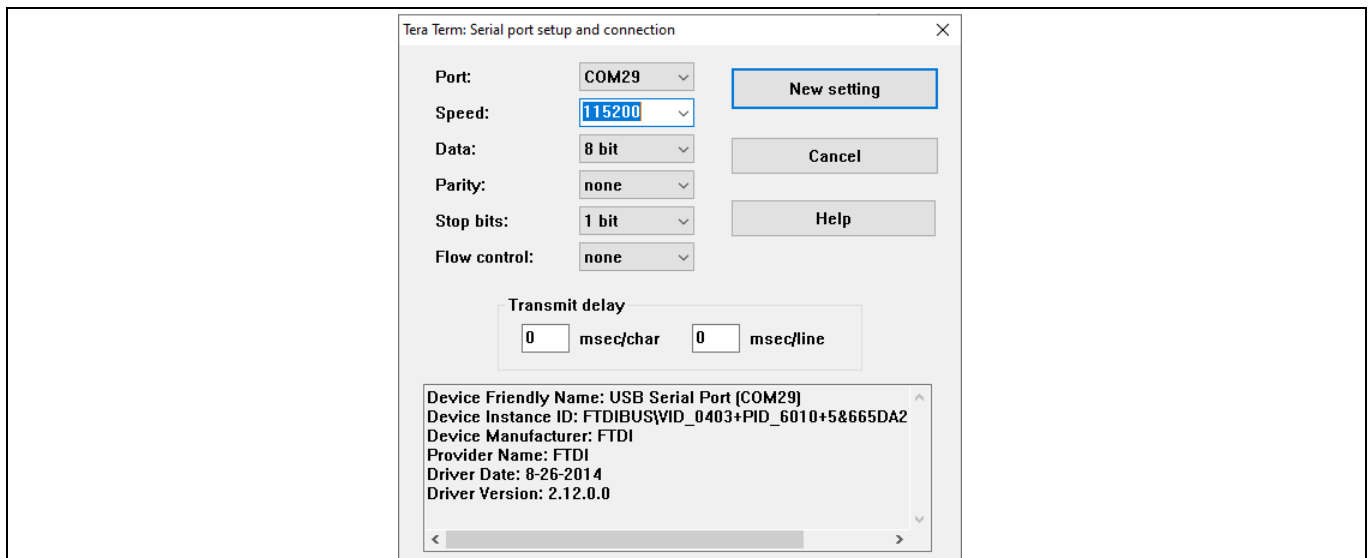 Tera Term: Serial port setup and connection
Port: COM29 New setting
Speed: 115200
Data: 8 bit Cancel
Parity: none
Stop bits: 1 bit Help
Flow control: none
Transmit delay
0 msec/char 0 msec/line
Device Friendly Name: USB Serial Port (COM29)
Device Instance ID: FTDIBUS\VID_0403+PID_6010+5&665DA2
Device Manufacturer: FTDI
Provider Name: FTDI
Driver Date: 8-26-2014
Driver Version: 2.12.0.0